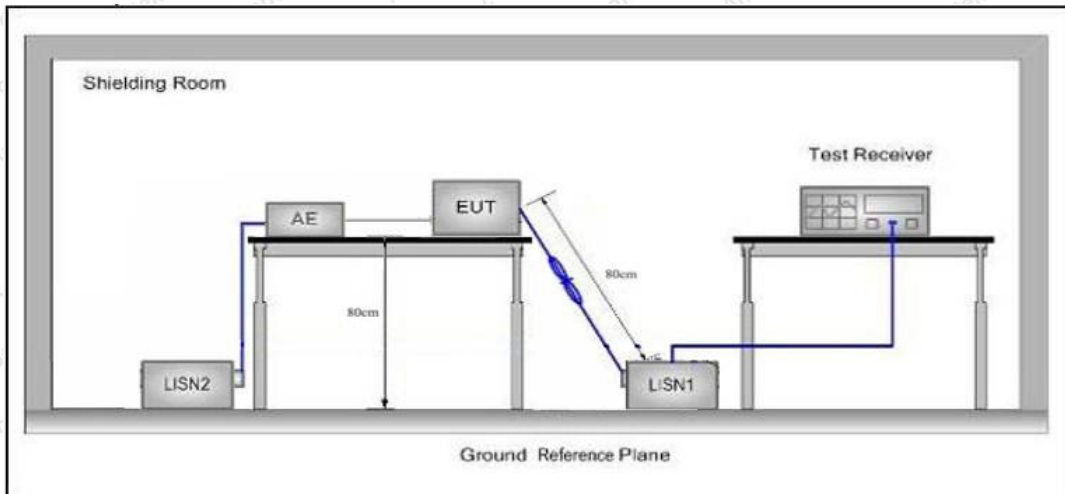 Shielding Room
Test Receiver
EUT
AE
80cm
80cm
LISN2
LISN1
Ground Reference Plane